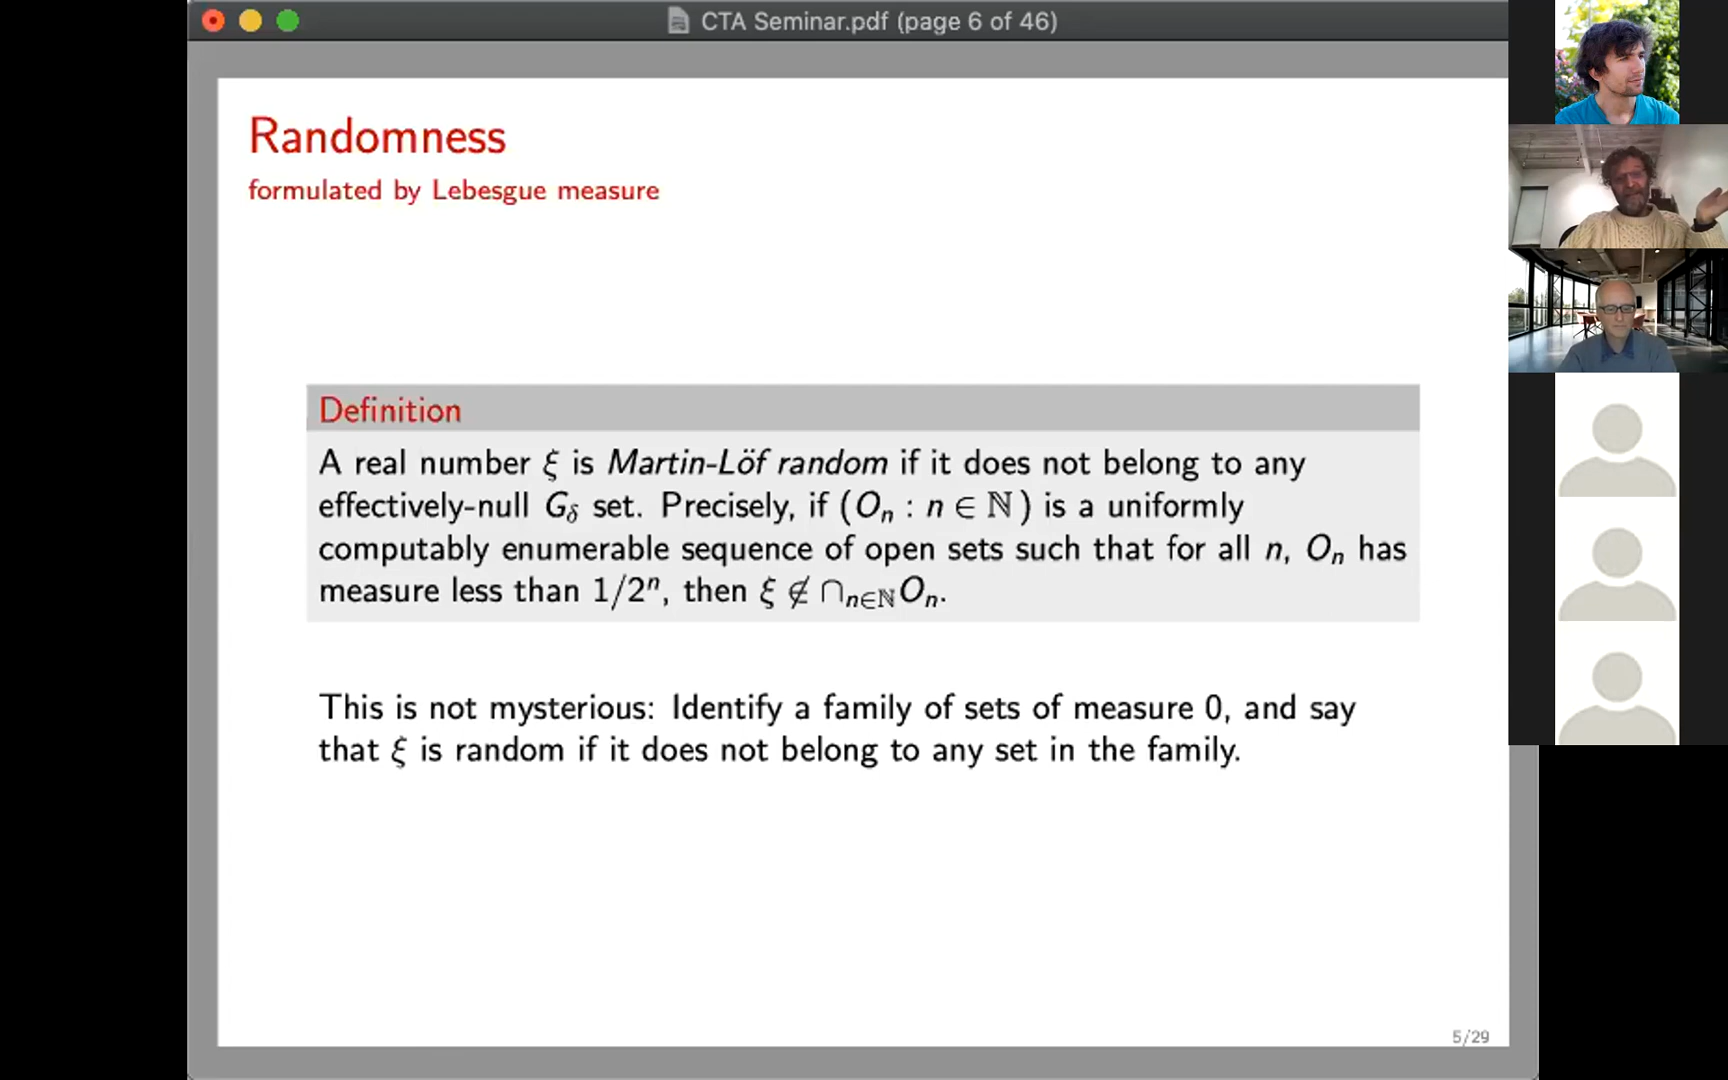 CTA Seminar.pdf (page 6 of 46)
Randomness
formulated by Lebesgue measure
Definition
A real number ξ is Martin-Löf random if it does not belong to any
effectively-null G_δ set. Precisely, if (O_n : n ∈ ℕ) is a uniformly
computably enumerable sequence of open sets such that for all n, O_n has
measure less than 1/2^n, then ξ ∉ ∩_{n∈ℕ}O_n.
This is not mysterious: Identify a family of sets of measure 0, and say
that ξ is random if it does not belong to any set in the family.
5/29